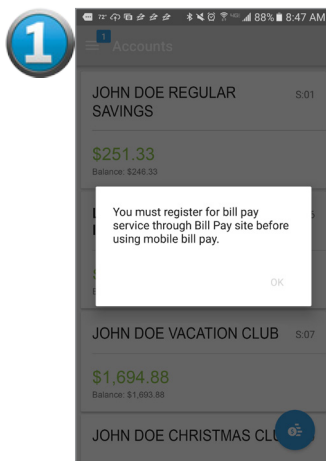 1
72° 88% 8:47 AM
1
Accounts
JOHN DOE REGULAR S:01
SAVINGS
$251.33
Balance: $246.33
You must register for bill pay
service through Bill Pay site before
using mobile bill pay.
OK
JOHN DOE VACATION CLUB S:07
$1,694.88
Balance: $1,693.88
JOHN DOE CHRISTMAS CLU